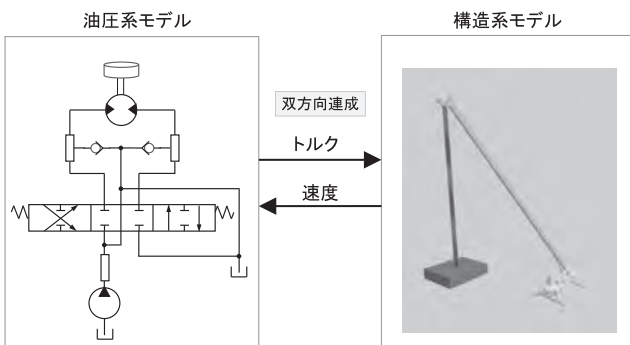 油圧系モデル
構造系モデル
双方向連成
トルク
速度